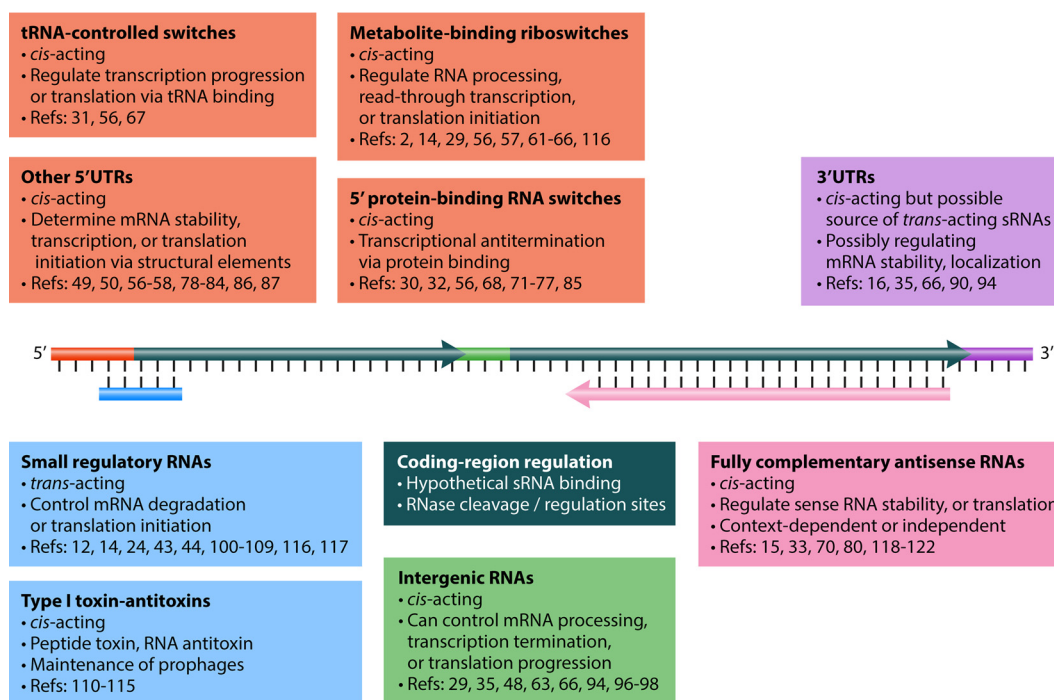 tRNA-controlled switches
• cis-acting
• Regulate transcription progression
or translation via tRNA binding
• Refs: 31, 56, 67
Metabolite-binding riboswitches
• cis-acting
• Regulate RNA processing,
read-through transcription,
or translation initiation
• Refs: 2, 14, 29, 56, 57, 61-66, 116
Other 5’UTRs
• cis-acting
• Determine mRNA stability,
transcription, or translation
initiation via structural elements
• Refs: 49, 50, 56-58, 78-84, 86, 87
5’ protein-binding RNA switches
• cis-acting
• Transcriptional antitermination
via protein binding
• Refs: 30, 32, 56, 68, 71-77, 85
3’UTRs
• cis-acting but possible
source of trans-acting sRNAs
• Possibly regulating
mRNA stability, localization
• Refs: 16, 35, 66, 90, 94
5’
3’
Small regulatory RNAs
• trans-acting
• Control mRNA degradation
or translation initiation
• Refs: 12, 14, 24, 43, 44, 100-109, 116, 117
Coding-region regulation
• Hypothetical sRNA binding
• RNase cleavage / regulation sites
Fully complementary antisense RNAs
• cis-acting
• Regulate sense RNA stability, or translation
• Context-dependent or independent
• Refs: 15, 33, 70, 80, 118-122
Type I toxin-antitoxins
• cis-acting
• Peptide toxin, RNA antitoxin
• Maintenance of prophages
• Refs: 110-115
Intergenic RNAs
• cis-acting
• Can control mRNA processing,
transcription termination,
or translation progression
• Refs: 29, 35, 48, 63, 66, 94, 96-98